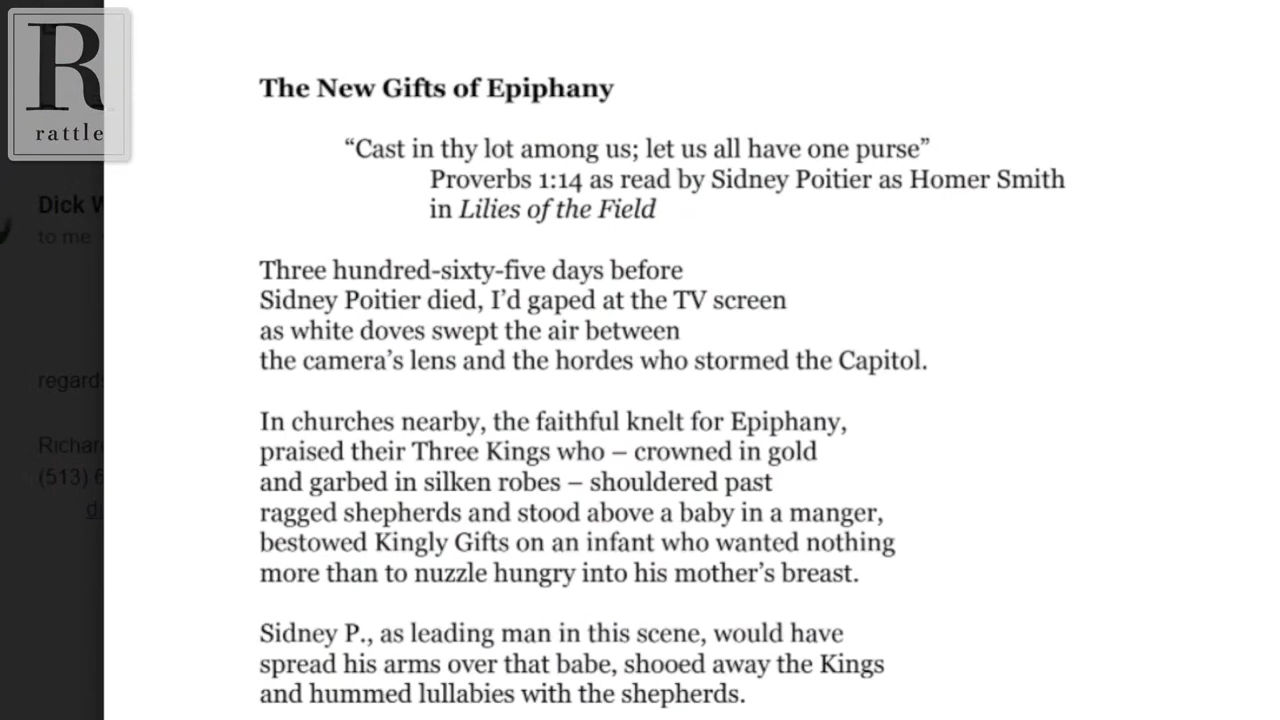 R
rattle
Dick
to me
regards
Richar
(513) 6
The New Gifts of Epiphany
“Cast in thy lot among us; let us all have one purse”
Proverbs 1:14 as read by Sidney Poitier as Homer Smith
in Lilies of the Field
Three hundred-sixty-five days before
Sidney Poitier died, I’d gaped at the TV screen
as white doves swept the air between
the camera’s lens and the hordes who stormed the Capitol.
In churches nearby, the faithful knelt for Epiphany,
praised their Three Kings who – crowned in gold
and garbed in silken robes – shouldered past
ragged shepherds and stood above a baby in a manger,
bestowed Kingly Gifts on an infant who wanted nothing
more than to nuzzle hungry into his mother’s breast.
Sidney P., as leading man in this scene, would have
spread his arms over that babe, shooed away the Kings
and hummed lullabies with the shepherds.